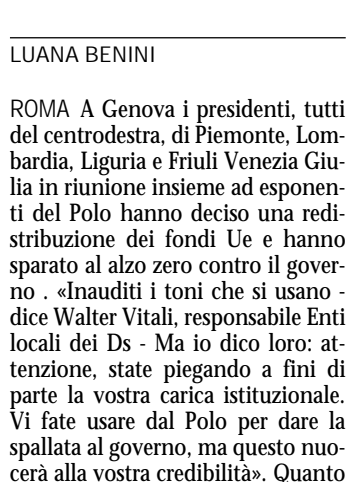 LUANA BENINI
ROMA A Genova i presidenti, tutti
del centrodestra, di Piemonte, Lom-
bardia, Liguria e Friuli Venezia Giu-
lia in riunione insieme ad esponen-
ti del Polo hanno deciso una redi-
stribuzione dei fondi Ue e hanno
sparato al alzo zero contro il gover-
no . «Inauditi i toni che si usano -
dice Walter Vitali, responsabile Enti
locali dei Ds - Ma io dico loro: at-
tenzione, state piegando a fini di
parte la vostra carica istituzionale.
Vi fate usare dal Polo per dare la
spallata al governo, ma questo nuo-
cerà alla vostra credibilità». Quanto